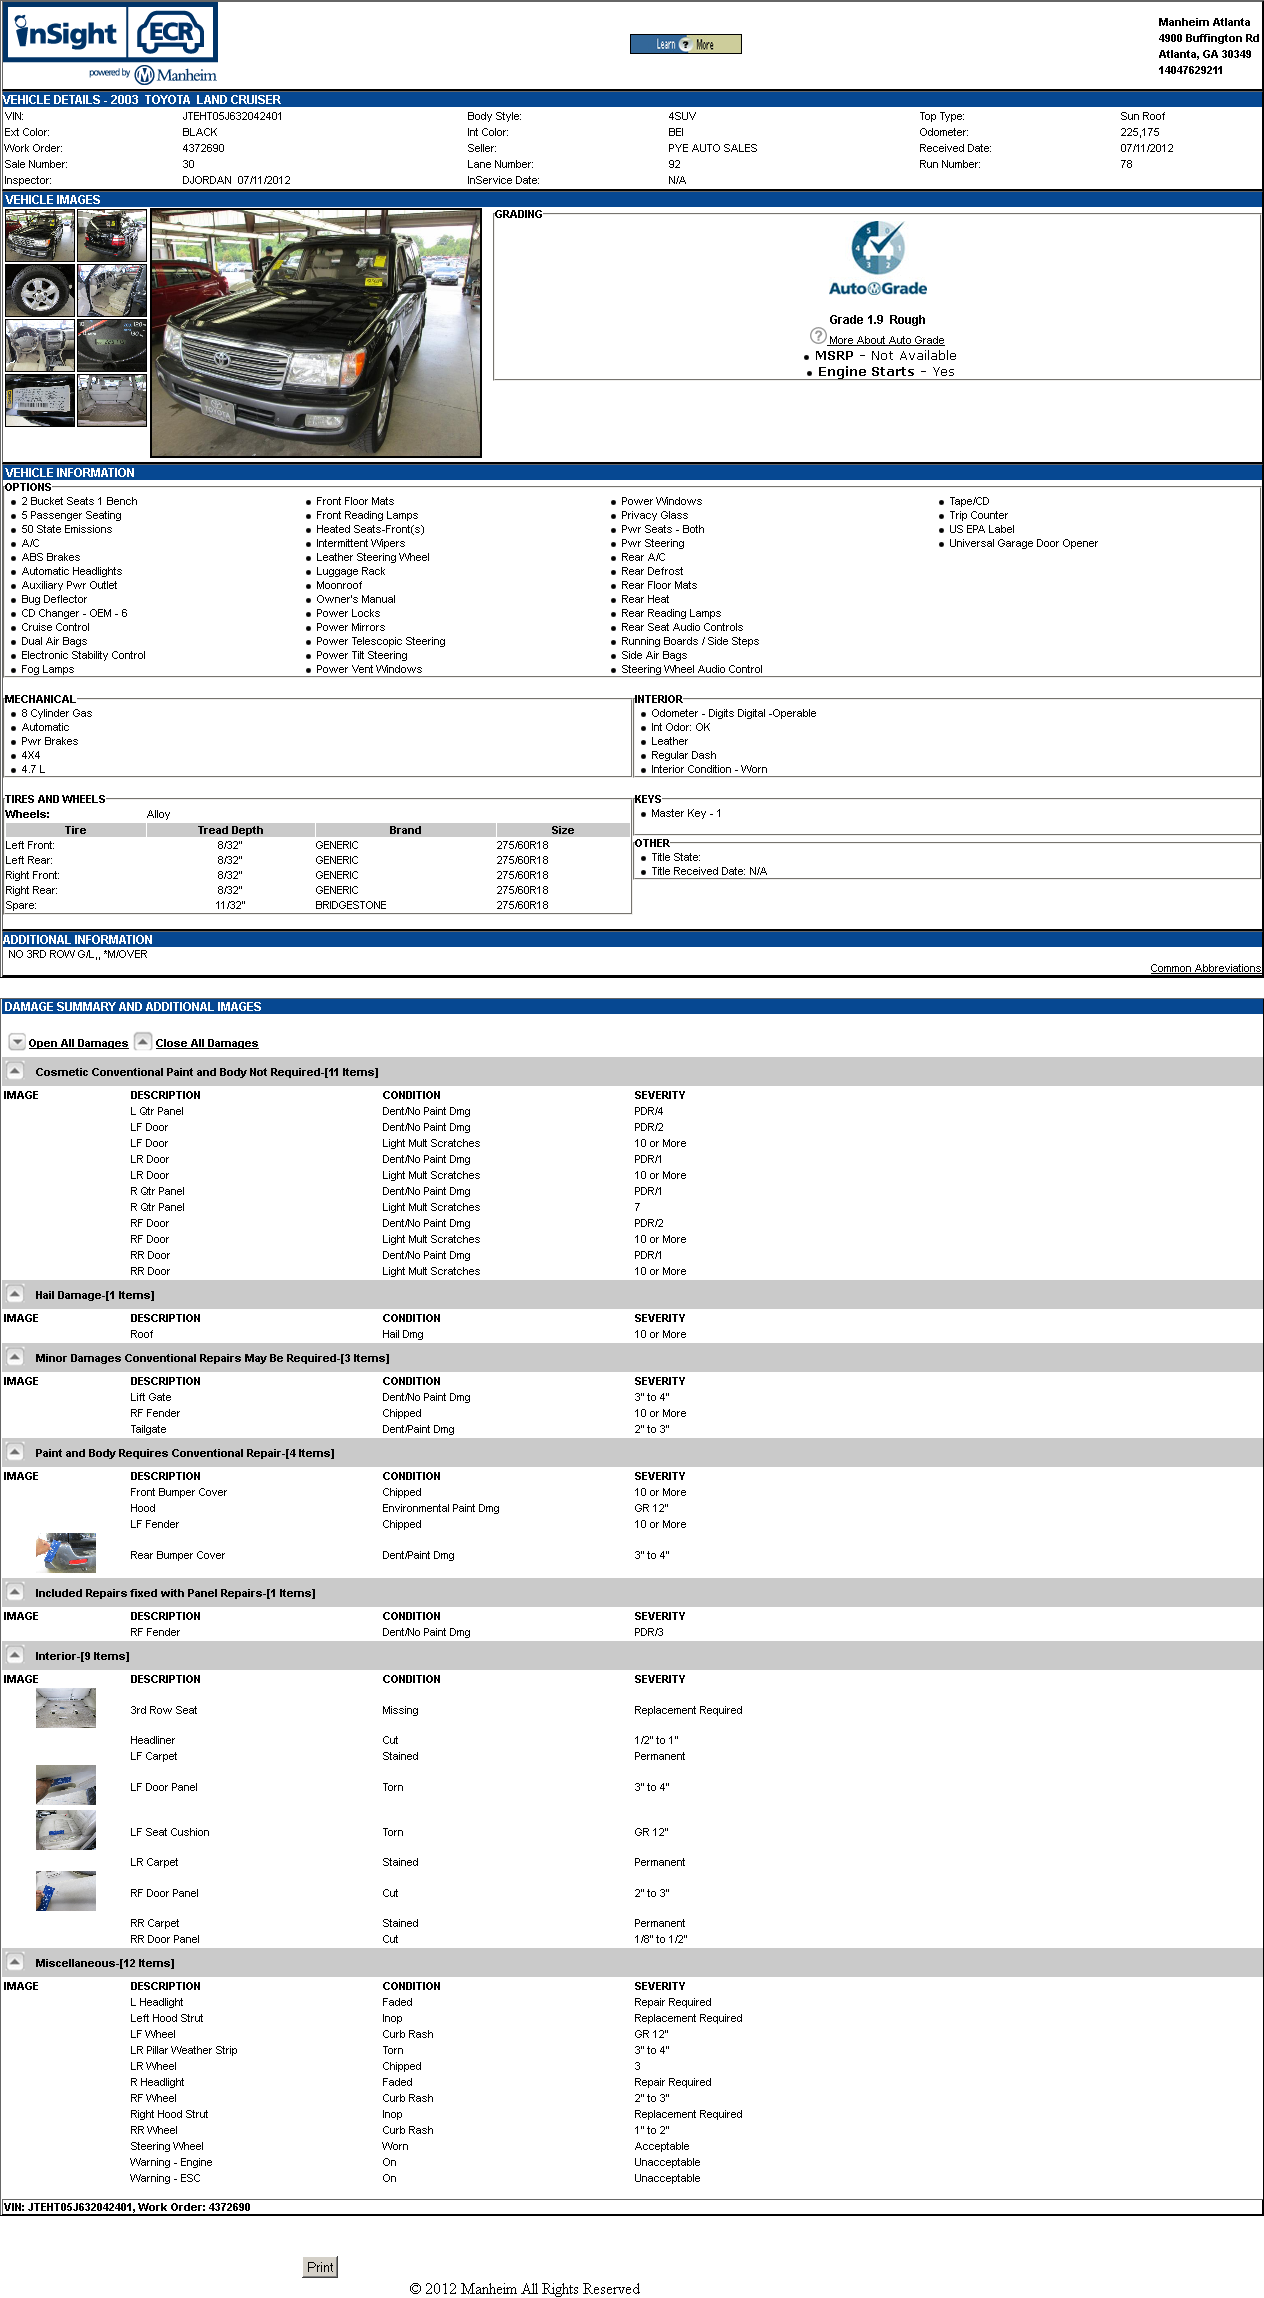 inSight ECR
powered by Manheim
Learn ? More
Manheim Atlanta
4900 Buffington Rd
Atlanta, GA 30349
14047629211
VEHICLE DETAILS - 2003 TOYOTA LAND CRUISER
VIN: JTEHT05J632042401 Body Style: 4SUV Top Type: Sun Roof
Ext Color: BLACK Int Color: BEI Odometer: 225,175
Work Order: 4372690 Seller: PYE AUTO SALES Received Date: 07/11/2012
Sale Number: 30 Lane Number: 92 Run Number: 78
Inspector: DJORDAN 07/11/2012 InService Date: N/A
VEHICLE IMAGES
TOYOTA
GRADING
5 0 4 1 3 2
AutoGrade
Grade 1.9 Rough
? More About Auto Grade
MSRP - Not Available
Engine Starts - Yes
VEHICLE INFORMATION
OPTIONS
2 Bucket Seats 1 Bench Front Floor Mats Power Windows Tape/CD
5 Passenger Seating Front Reading Lamps Privacy Glass Trip Counter
50 State Emissions Heated Seats-Front(s) Pwr Seats - Both US EPA Label
A/C Intermittent Wipers Pwr Steering Universal Garage Door Opener
ABS Brakes Leather Steering Wheel Rear A/C
Automatic Headlights Luggage Rack Rear Defrost
Auxiliary Pwr Outlet Moonroof Rear Floor Mats
Bug Deflector Owner's Manual Rear Heat
CD Changer - OEM - 6 Power Locks Rear Reading Lamps
Cruise Control Power Mirrors Rear Seat Audio Controls
Dual Air Bags Power Telescopic Steering Running Boards / Side Steps
Electronic Stability Control Power Tilt Steering Side Air Bags
Fog Lamps Power Vent Windows Steering Wheel Audio Control
MECHANICAL
8 Cylinder Gas
Automatic
Pwr Brakes
4X4
4.7 L
INTERIOR
Odometer - Digits Digital -Operable
Int Odor: OK
Leather
Regular Dash
Interior Condition - Worn
TIRES AND WHEELS
Wheels: Alloy
Tire Tread Depth Brand Size
Left Front: 8/32" GENERIC 275/60R18
Left Rear: 8/32" GENERIC 275/60R18
Right Front: 8/32" GENERIC 275/60R18
Right Rear: 8/32" GENERIC 275/60R18
Spare: 11/32" BRIDGESTONE 275/60R18
KEYS
Master Key - 1
OTHER
Title State:
Title Received Date: N/A
ADDITIONAL INFORMATION
NO 3RD ROW G/L,, *M/OVER
Common Abbreviations
DAMAGE SUMMARY AND ADDITIONAL IMAGES
Open All Damages Close All Damages
Cosmetic Conventional Paint and Body Not Required-[11 Items]
IMAGE DESCRIPTION CONDITION SEVERITY
L Qtr Panel Dent/No Paint Dmg PDR/4
LF Door Dent/No Paint Dmg PDR/2
LF Door Light Mult Scratches 10 or More
LR Door Dent/No Paint Dmg PDR/1
LR Door Light Mult Scratches 10 or More
R Qtr Panel Dent/No Paint Dmg PDR/1
R Qtr Panel Light Mult Scratches 7
RF Door Dent/No Paint Dmg PDR/2
RF Door Light Mult Scratches 10 or More
RR Door Dent/No Paint Dmg PDR/1
RR Door Light Mult Scratches 10 or More
Hail Damage-[1 Items]
IMAGE DESCRIPTION CONDITION SEVERITY
Roof Hail Dmg 10 or More
Minor Damages Conventional Repairs May Be Required-[3 Items]
IMAGE DESCRIPTION CONDITION SEVERITY
Lift Gate Dent/No Paint Dmg 3" to 4"
RF Fender Chipped 10 or More
Tailgate Dent/Paint Dmg 2" to 3"
Paint and Body Requires Conventional Repair-[4 Items]
IMAGE DESCRIPTION CONDITION SEVERITY
Front Bumper Cover Chipped 10 or More
Hood Environmental Paint Dmg GR 12"
LF Fender Chipped 10 or More
Rear Bumper Cover Dent/Paint Dmg 3" to 4"
Included Repairs fixed with Panel Repairs-[1 Items]
IMAGE DESCRIPTION CONDITION SEVERITY
RF Fender Dent/No Paint Dmg PDR/3
Interior-[9 Items]
IMAGE DESCRIPTION CONDITION SEVERITY
3rd Row Seat Missing Replacement Required
Headliner Cut 1/2" to 1"
LF Carpet Stained Permanent
LF Door Panel Torn 3" to 4"
LF Seat Cushion Torn GR 12"
LR Carpet Stained Permanent
RF Door Panel Cut 2" to 3"
RR Carpet Stained Permanent
RR Door Panel Cut 1/8" to 1/2"
Miscellaneous-[12 Items]
IMAGE DESCRIPTION CONDITION SEVERITY
L Headlight Faded Repair Required
Left Hood Strut Inop Replacement Required
LF Wheel Curb Rash GR 12"
LR Pillar Weather Strip Torn 3" to 4"
LR Wheel Chipped 3
R Headlight Faded Repair Required
RF Wheel Curb Rash 2" to 3"
Right Hood Strut Inop Replacement Required
RR Wheel Curb Rash 1" to 2"
Steering Wheel Worn Acceptable
Warning - Engine On Unacceptable
Warning - ESC On Unacceptable
VIN: JTEHT05J632042401, Work Order: 4372690
Print
© 2012 Manheim All Rights Reserved